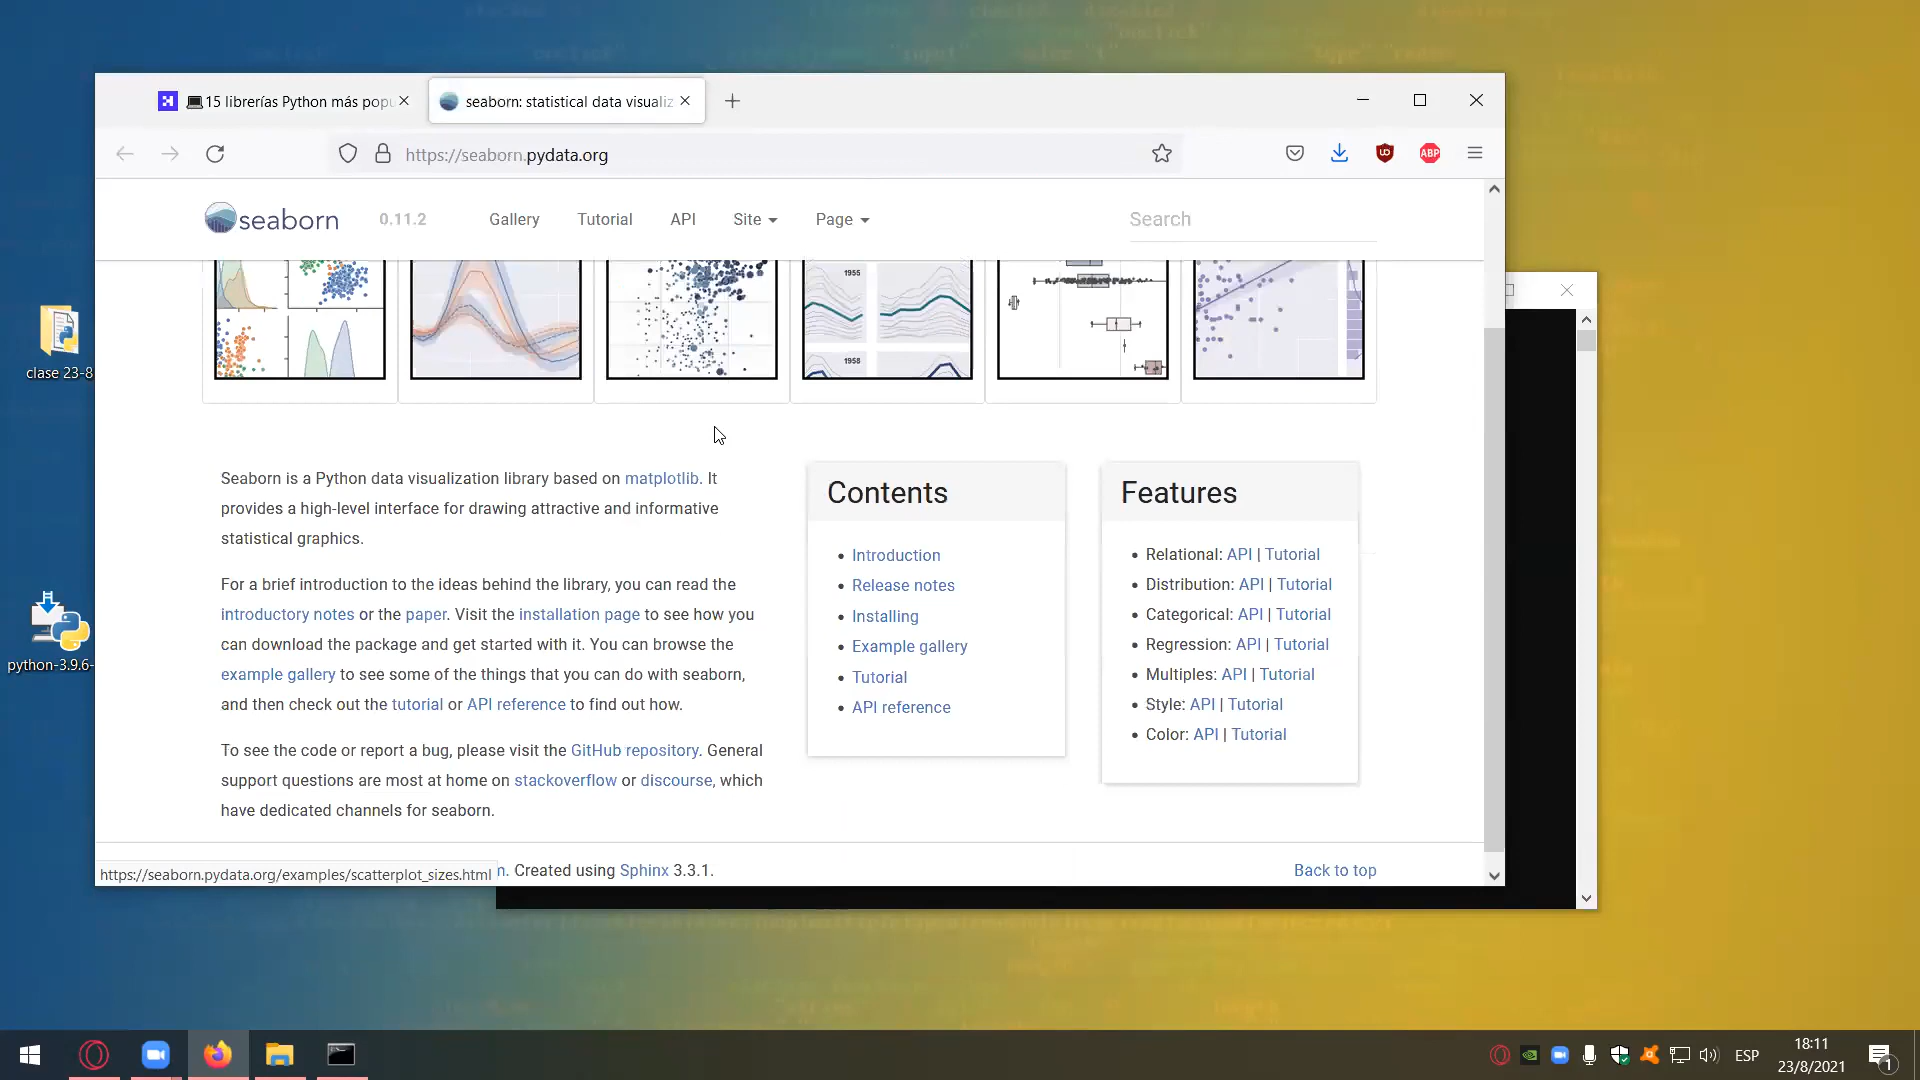 15 librerías Python más popu
seaborn: statistical data visualiz
https://seaborn.pydata.org
seaborn
0.11.2
Gallery
Tutorial
API
Site
Page
Search
1955
1958
clase 23-8
python-3.9.6-
Seaborn is a Python data visualization library based on matplotlib. It
provides a high-level interface for drawing attractive and informative
statistical graphics.
For a brief introduction to the ideas behind the library, you can read the
introductory notes or the paper. Visit the installation page to see how you
can download the package and get started with it. You can browse the
example gallery to see some of the things that you can do with seaborn,
and then check out the tutorial or API reference to find out how.
To see the code or report a bug, please visit the GitHub repository. General
support questions are most at home on stackoverflow or discourse, which
have dedicated channels for seaborn.
Contents
Introduction
Release notes
Installing
Example gallery
Tutorial
API reference
Features
Relational: API | Tutorial
Distribution: API | Tutorial
Categorical: API | Tutorial
Regression: API | Tutorial
Multiples: API | Tutorial
Style: API | Tutorial
Color: API | Tutorial
https://seaborn.pydata.org/examples/scatterplot_sizes.html
n. Created using Sphinx 3.3.1.
Back to top
ABP
ESP
18:11
23/8/2021
1